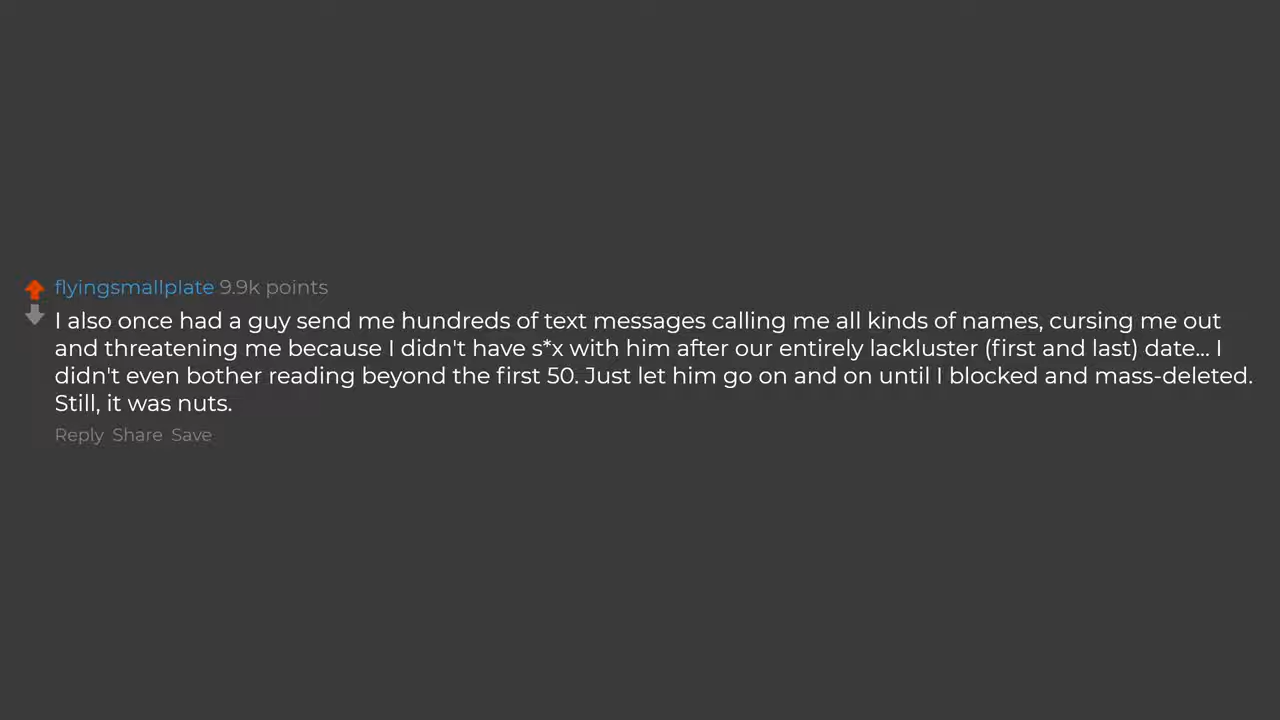 flyingsmallplate 9.9k points
I also once had a guy send me hundreds of text messages calling me all kinds of names, cursing me out
and threatening me because I didn't have s*x with him after our entirely lackluster (first and last) date... I
didn't even bother reading beyond the first 50. Just let him go on and on until I blocked and mass-deleted.
Still, it was nuts.
Reply Share Save